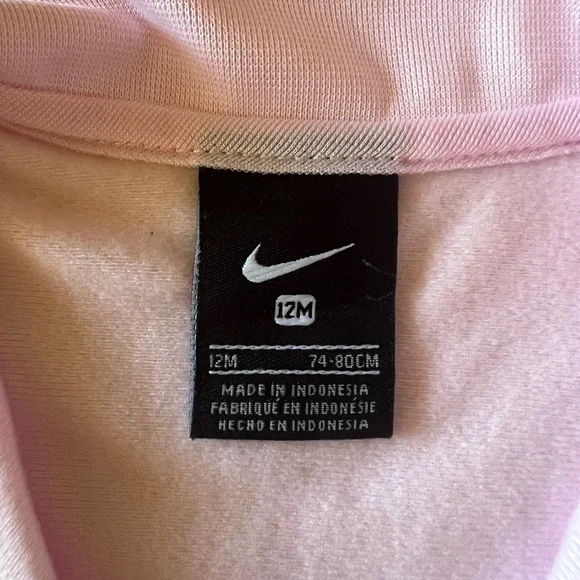 12M
12M 74-80CM
MADE IN INDONESIA
FABRIQUÉ EN INDONÉSIE
HECHO EN INDONESIA